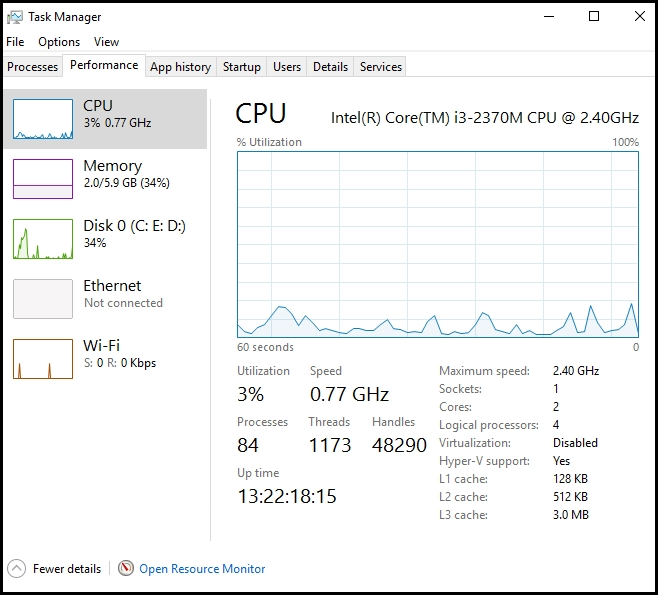 Task Manager
File Options View
Processes Performance App history Startup Users Details Services
CPU
3% 0.77 GHz
Memory
2.0/5.9 GB (34%)
Disk 0 (C: E: D:)
34%
Ethernet
Not connected
Wi-Fi
S: 0 R: 0 Kbps
CPU Intel(R) Core(TM) i3-2370M CPU @ 2.40GHz
% Utilization 100%
60 seconds 0
Utilization Speed
3% 0.77 GHz
Processes Threads Handles
84 1173 48290
Up time
13:22:18:15
Maximum speed: 2.40 GHz
Sockets: 1
Cores: 2
Logical processors: 4
Virtualization: Disabled
Hyper-V support: Yes
L1 cache: 128 KB
L2 cache: 512 KB
L3 cache: 3.0 MB
Fewer details Open Resource Monitor